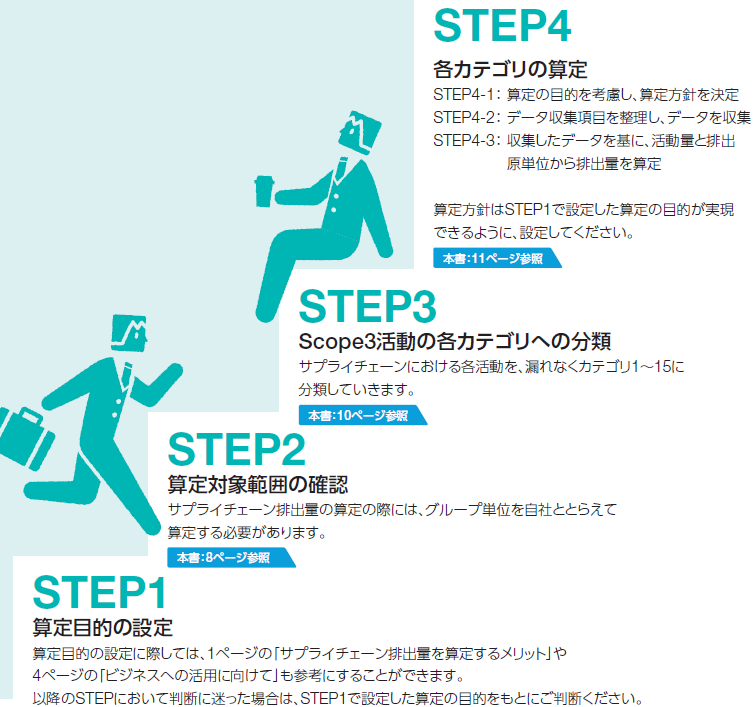 STEP4
各カテゴリの算定
STEP4-1： 算定の目的を考慮し、算定方針を決定
STEP4-2： データ収集項目を整理し、データを収集
STEP4-3： 収集したデータを基に、活動量と排出
原単位から排出量を算定
算定方針はSTEP1で設定した算定の目的が実現
できるように、設定してください。
本書：11ページ参照
STEP3
Scope3活動の各カテゴリへの分類
サプライチェーンにおける各活動を、漏れなくカテゴリ1～15に
分類していきます。
本書：10ページ参照
STEP2
算定対象範囲の確認
サプライチェーン排出量の算定の際には、グループ単位を自社ととらえて
算定する必要があります。
本書：8ページ参照
STEP1
算定目的の設定
算定目的の設定に際しては、1ページの「サプライチェーン排出量を算定するメリット」や
4ページの「ビジネスへの活用に向けて」も参考にすることができます。
以降のSTEPにおいて判断に迷った場合は、STEP1で設定した算定の目的をもとにご判断ください。